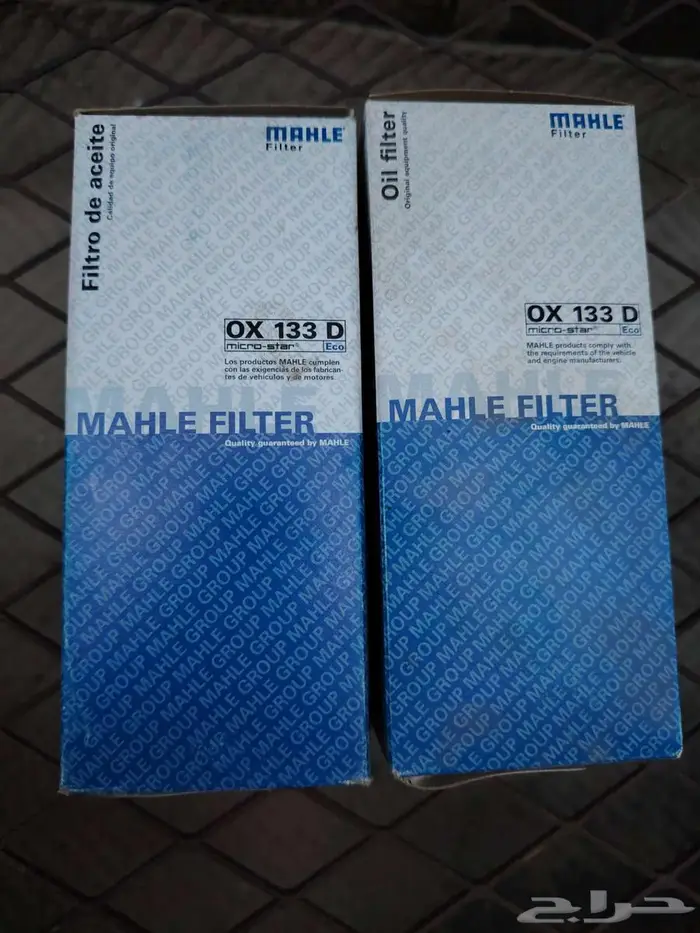 Filtro de aceite
Calidad de equipo original
MAHLE
Filter
OX 133 D
micro-star® Eco
Los productos MAHLE cumplen
con las exigencias de los fabrican-
tes de vehículos y de motores.
MAHLE FILTER
Quality guaranteed by MAHLE
Oil filter
Original equipment quality
MAHLE
Filter
OX 133 D
micro-star® Eco
MAHLE products comply with
the requirements of the vehicle
and engine manufacturers.
MAHLE FILTER
Quality guaranteed by MAHLE
MAHLE GROUP
حراج